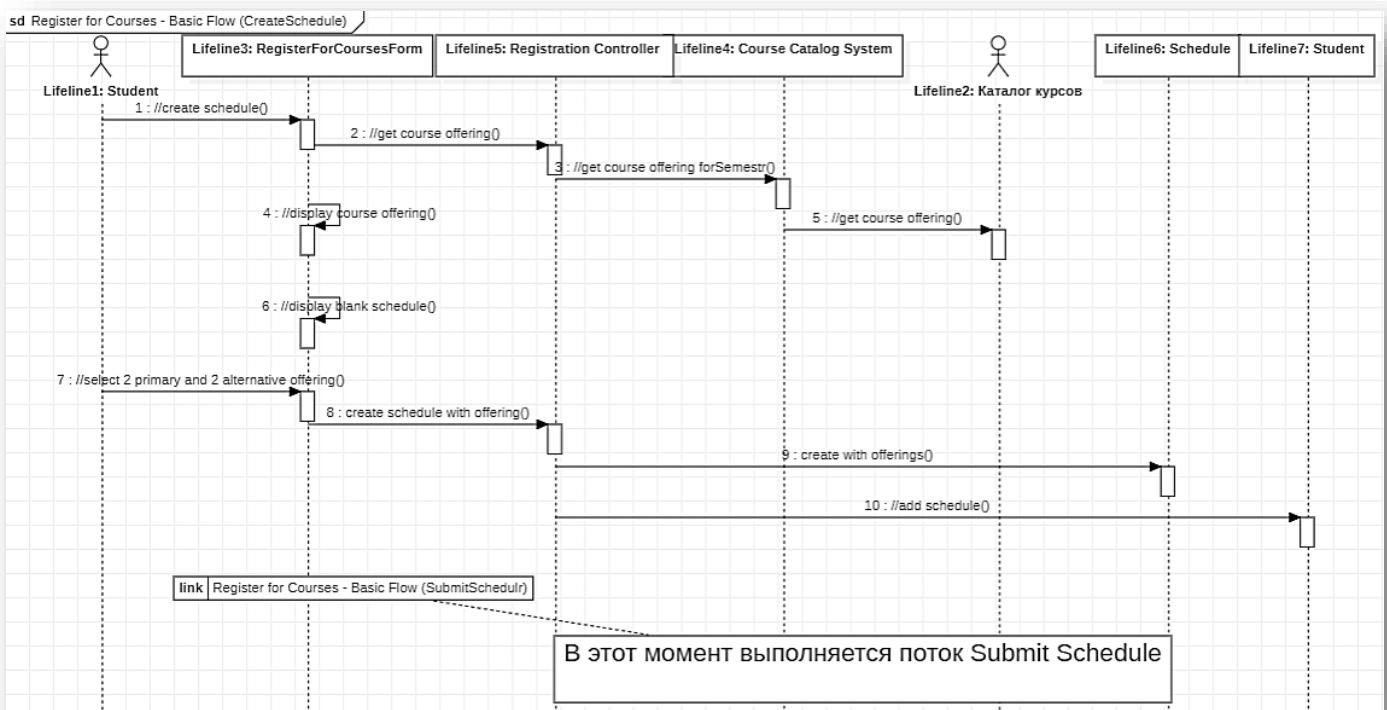 sd Register for Courses - Basic Flow (CreateSchedule)
Lifeline3: RegisterForCoursesForm
Lifeline5: Registration Controller
Lifeline4: Course Catalog System
Lifeline6: Schedule
Lifeline7: Student
Lifeline1: Student
Lifeline2: Каталог курсов
1 : //create schedule()
2 : //get course offering()
3 : //get course offering forSemestr()
4 : //display course offering()
5 : //get course offering()
6 : //display blank schedule()
7 : //select 2 primary and 2 alternative offering()
8 : create schedule with offering()
9 : create with offerings()
10 : //add schedule()
link Register for Courses - Basic Flow (SubmitSchedulr)
В этот момент выполняется поток Submit Schedule